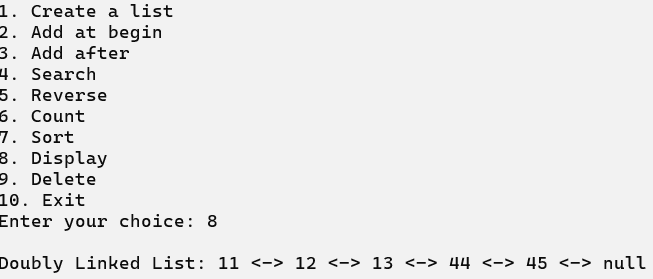 1. Create a list
2. Add at begin
3. Add after
4. Search
5. Reverse
6. Count
7. Sort
8. Display
9. Delete
10. Exit
Enter your choice: 8
Doubly Linked List: 11 <-> 12 <-> 13 <-> 44 <-> 45 <-> null